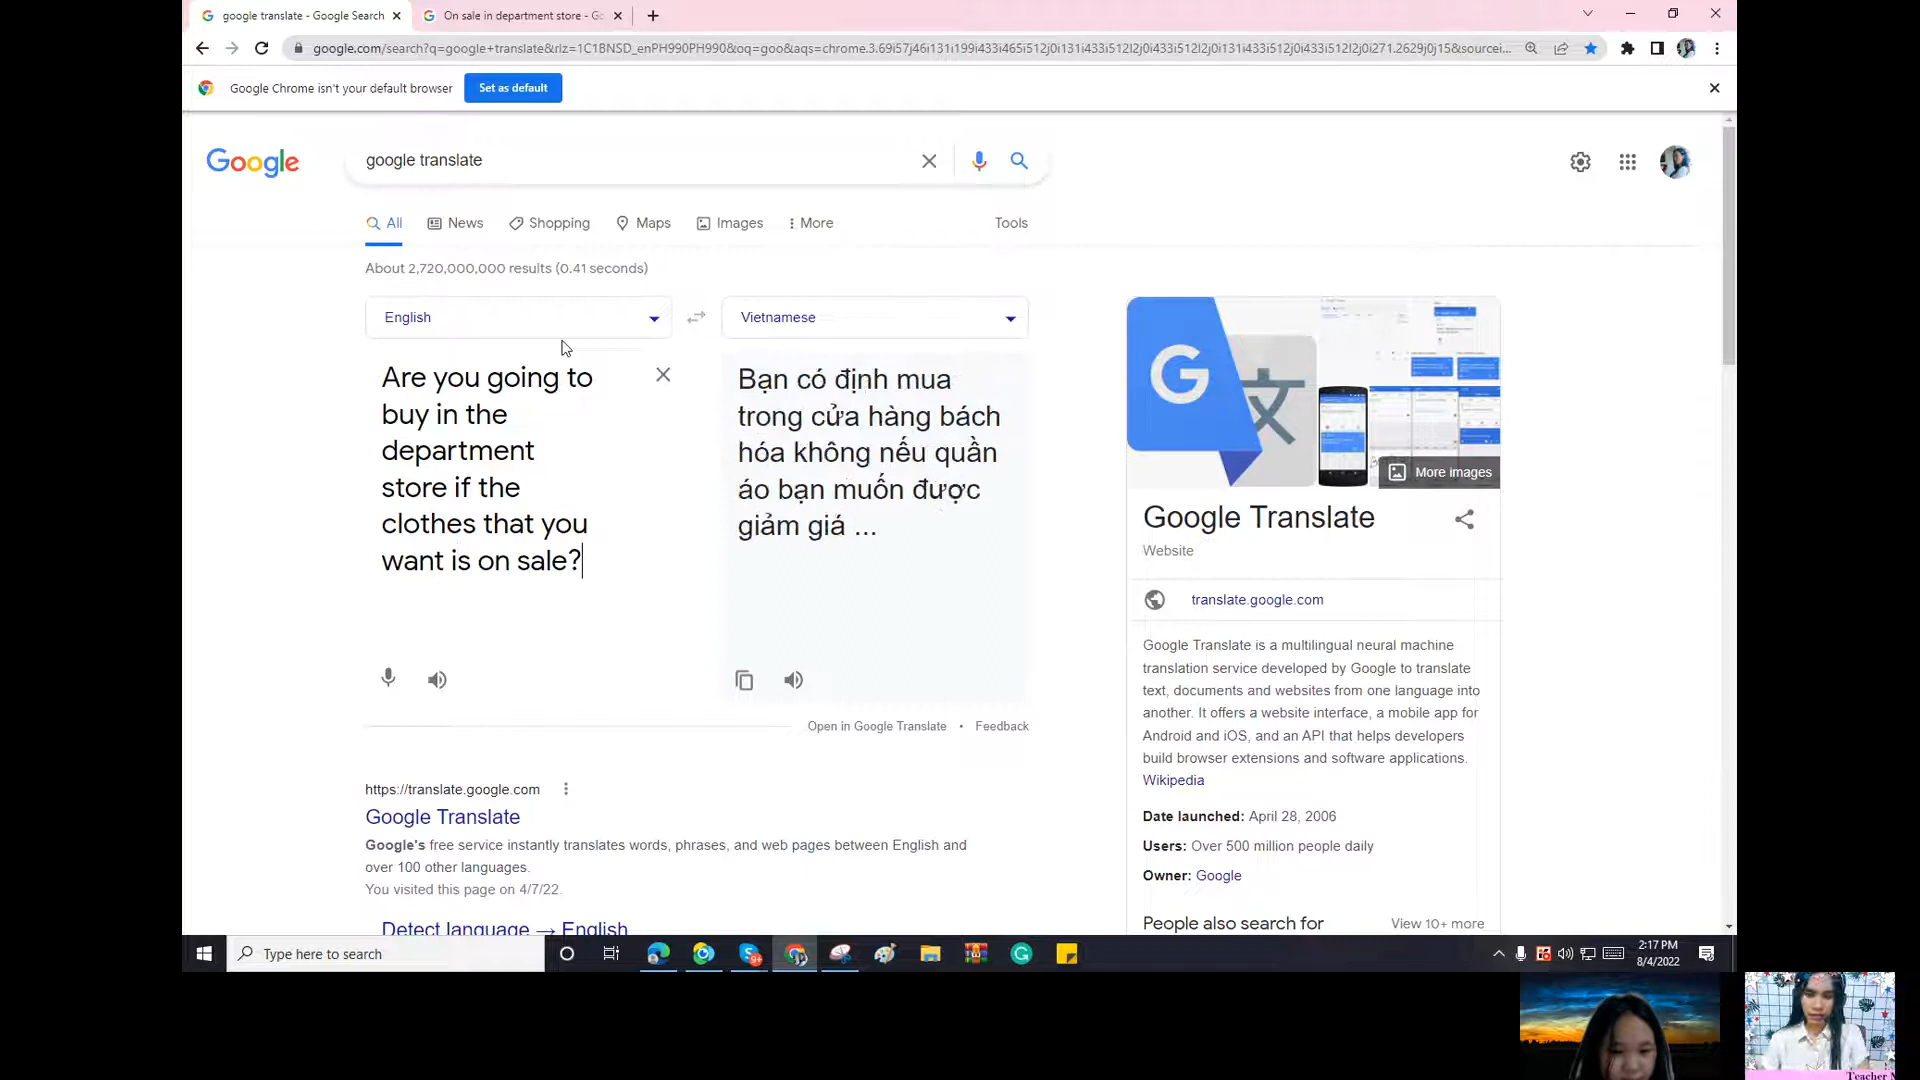 google translate - Google Search
On sale in department store - Go
google.com/search?q=google+translate&rlz=1C1BNSD_enPH990PH990&oq=goo&aqs=chrome.3.69i57j46i131i199i433i465i512j0i131i433i512l2j0i433i512l2j0i131i433i512j0i433i512l2j0i271.2629j0j15&sourcei...
Google Chrome isn't your default browser
Set as default
Google
google translate
All
News
Shopping
Maps
Images
More
Tools
About 2,720,000,000 results (0.41 seconds)
English
Vietnamese
Are you going to
buy in the
department
store if the
clothes that you
want is on sale?
Bạn có định mua
trong cửa hàng bách
hóa không nếu quần
áo bạn muốn được
giảm giá ...
Open in Google Translate • Feedback
https://translate.google.com
Google Translate
Google's free service instantly translates words, phrases, and web pages between English and
over 100 other languages.
You visited this page on 4/7/22.
Detect language → English
G
文
More images
Google Translate
Website
translate.google.com
Google Translate is a multilingual neural machine
translation service developed by Google to translate
text, documents and websites from one language into
another. It offers a website interface, a mobile app for
Android and iOS, and an API that helps developers
build browser extensions and software applications.
Wikipedia
Date launched: April 28, 2006
Users: Over 500 million people daily
Owner: Google
People also search for
View 10+ more
Type here to search
2:17 PM
8/4/2022
Teacher